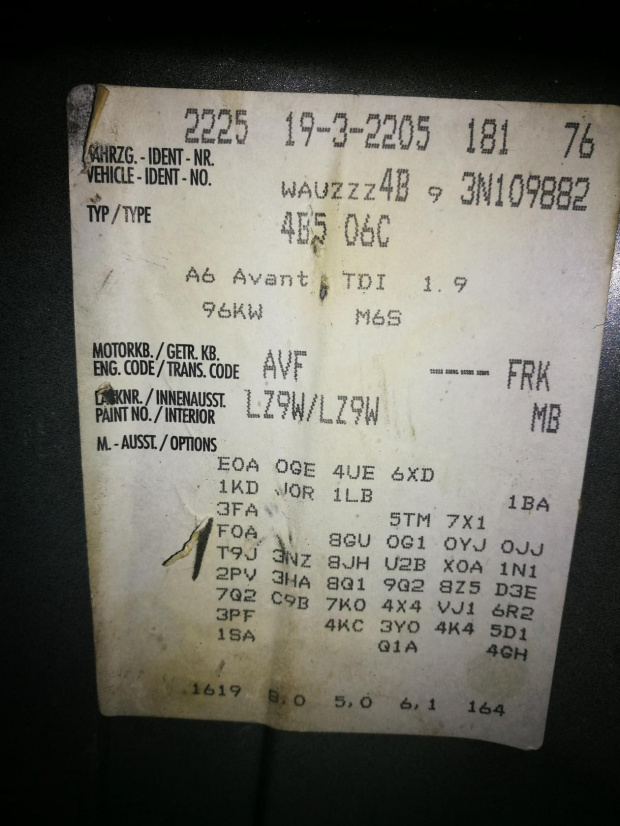 2225 19-3-2205 181 76
FAHRZG. - IDENT - NR.
VEHICLE - IDENT - NO. WAUZZZ4B 9 3N109882
TYP / TYPE 4B5 06C
A6 Avant TDI 1.9
96KW M6S
MOTORKB. / GETR. KB.
ENG. CODE / TRANS. CODE AVF ---- ---- ---- ---- FRK
LACKNR. / INNENAUSST.
PAINT NO. / INTERIOR LZ9W/LZ9W MB
M. - AUSST. / OPTIONS
E0A 0GE 4UE 6XD
1KD J0R 1LB 1BA
3FA 5TM 7X1
F0A 8GU 0G1 0YJ 0JJ
T9J 3NZ 8JH U2B X0A 1N1
2PV 3HA 8Q1 9Q2 8Z5 D3E
7Q2 C9B 7K0 4X4 VJ1 6R2
3PF 4KC 3Y0 4K4 5D1
1SA Q1A 4GH
1619 8,0 5,0 6,1 164